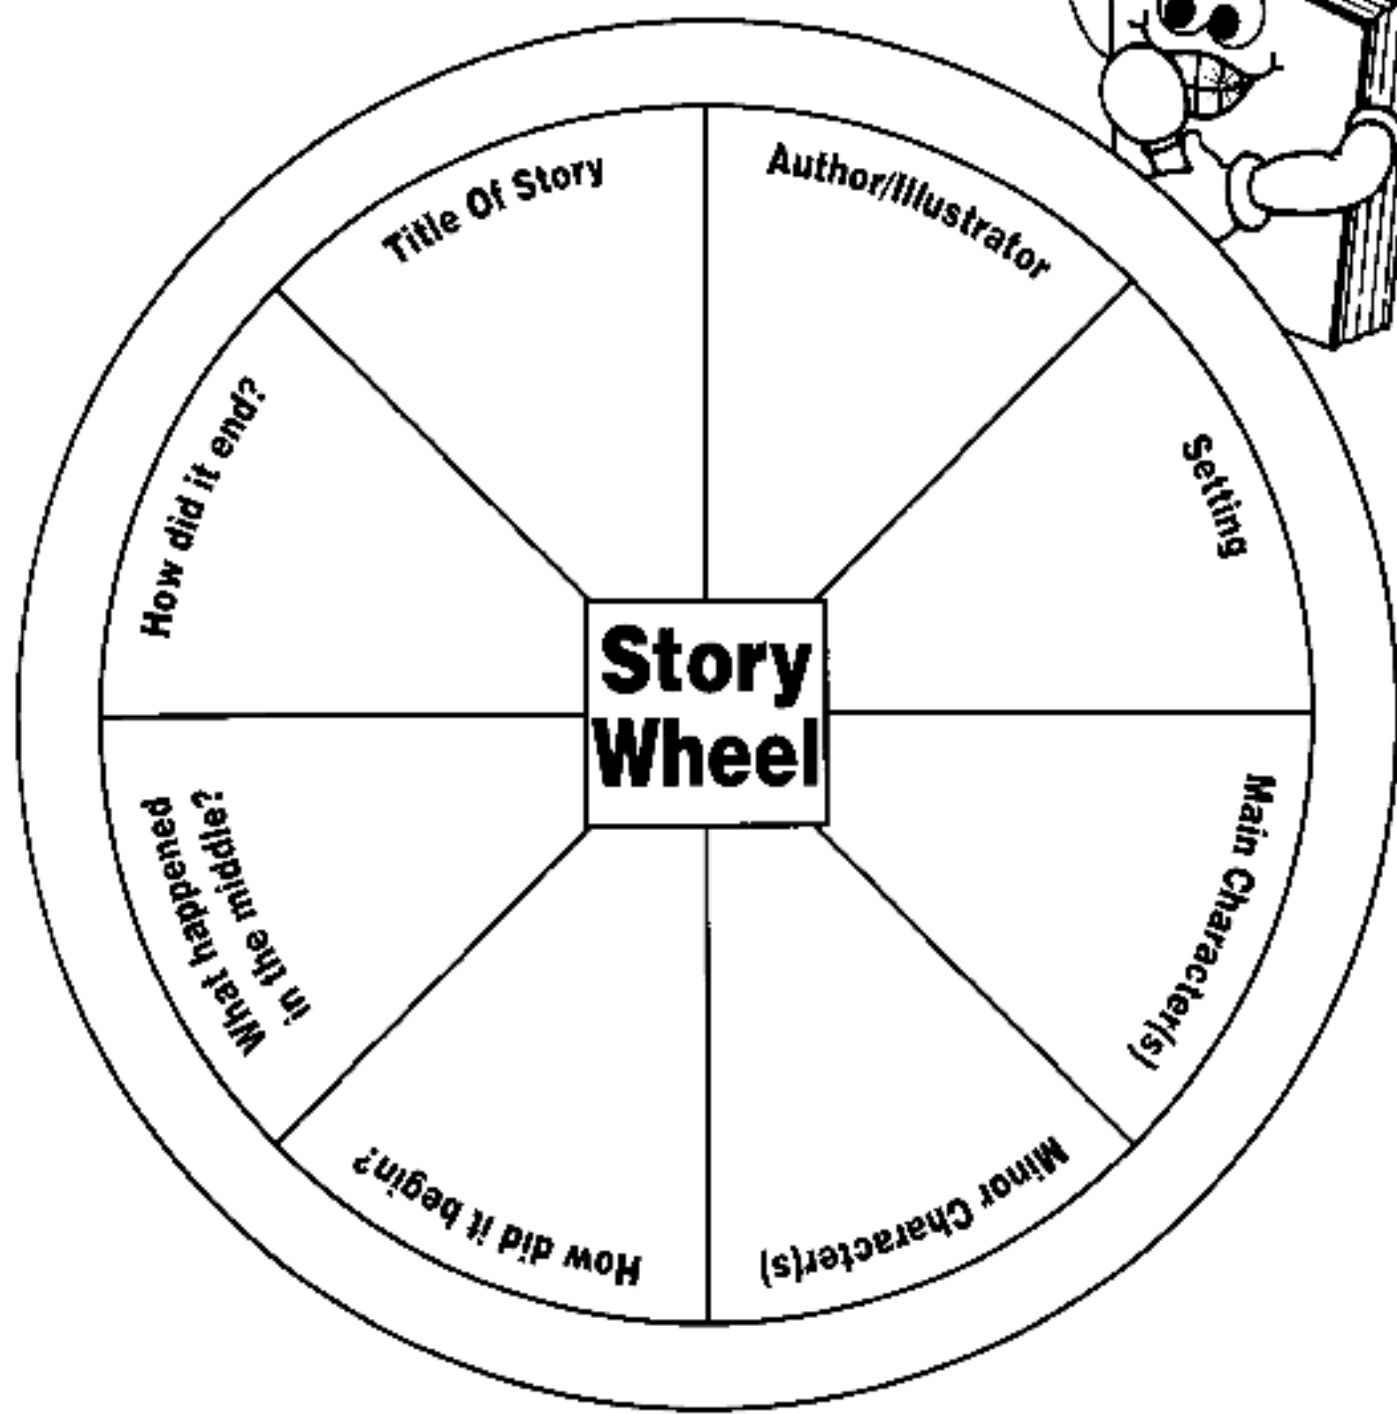 Title Of Story
Author/Illustrator
Setting
Main Character(s)
Minor Character(s)
How did it begin?
What happened
in the middle?
How did it end?
Story
Wheel